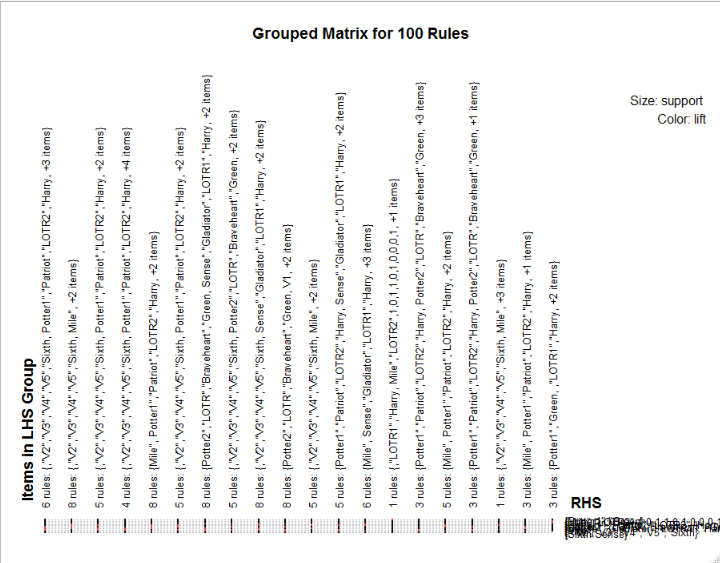 Grouped Matrix for 100 Rules
Size: support
Color: lift
Items in LHS Group
6 rules: {,"V2","V3","V4","V5","Sixth, Potter1","Patriot","LOTR2","Harry, +3 items}
8 rules: {,"V2","V3","V4","V5","Sixth, Mile", +2 items}
5 rules: {,"V2","V3","V4","V5","Sixth, Potter1","Patriot","LOTR2","Harry, +2 items}
4 rules: {,"V2","V3","V4","V5","Sixth, Potter1","Patriot","LOTR2","Harry, +4 items}
8 rules: {Mile", Potter1","Patriot","LOTR2","Harry, +2 items}
5 rules: {,"V2","V3","V4","V5","Sixth, Potter1","Patriot","LOTR2","Harry, +2 items}
8 rules: {Potter2","LOTR","Braveheart","Green, Sense","Gladiator","LOTR1","Harry, +2 items}
5 rules: {,"V2","V3","V4","V5","Sixth, Potter2","LOTR","Braveheart","Green, +2 items}
8 rules: {,"V2","V3","V4","V5","Sixth, Sense","Gladiator","LOTR1","Harry, +2 items}
8 rules: {Potter2","LOTR","Braveheart","Green, V1, +2 items}
5 rules: {,"V2","V3","V4","V5","Sixth, Mile", +2 items}
5 rules: {Potter1","Patriot","LOTR2","Harry, Sense","Gladiator","LOTR1","Harry, +2 items}
6 rules: {Mile", Sense","Gladiator","LOTR1","Harry, +3 items}
1 rules: {,"LOTR1","Harry, Mile","LOTR2",1,0,1,1,0,1,0,0,0,1, +1 items}
3 rules: {Potter1","Patriot","LOTR2","Harry, Potter2","LOTR","Braveheart","Green, +3 items}
5 rules: {Mile", Potter1","Patriot","LOTR2","Harry, +2 items}
3 rules: {Potter1","Patriot","LOTR2","Harry, Potter2","LOTR","Braveheart","Green, +1 items}
1 rules: {,"V2","V3","V4","V5","Sixth, Mile", +3 items}
3 rules: {Mile", Potter1","Patriot","LOTR2","Harry, +1 items}
3 rules: {Potter1","Green, ,"LOTR1","Harry, +2 items}
RHS
{Sixth Sense}